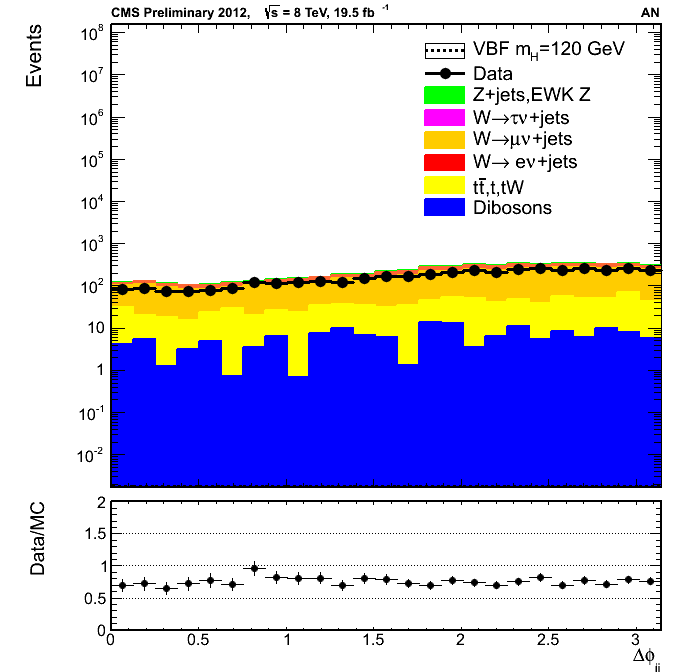 CMS Preliminary 2012, √s = 8 TeV, 19.5 fb⁻¹ AN
Events
10⁸
10⁷
10⁶
10⁵
10⁴
10³
10²
10
1
10⁻¹
10⁻²
VBF m_H=120 GeV
Data
Z+jets,EWK Z
W→τν+jets
W→μν+jets
W→ eν+jets
tt̄,t,tW
Dibosons
Data/MC
2
1.5
1
0.5
0
0 0.5 1 1.5 2 2.5 3
Δϕ_jj